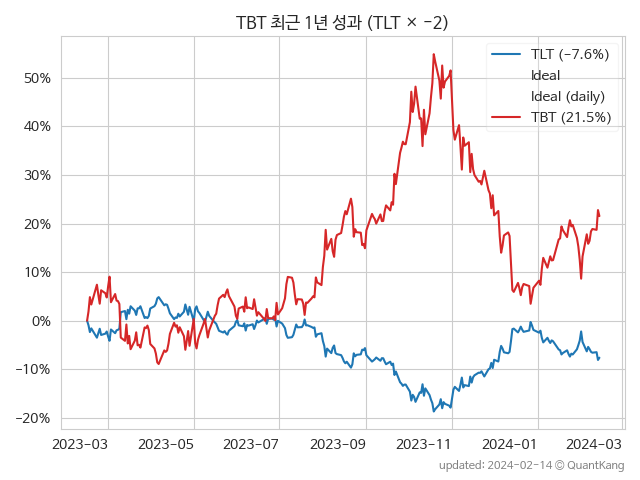 TBT 최근 1년 성과 (TLT × −2)
TLT (−7.6%)
Ideal
Ideal (daily)
TBT (21.5%)
50%
40%
30%
20%
10%
0%
−10%
−20%
2023-03 2023-05 2023-07 2023-09 2023-11 2024-01 2024-03
updated: 2024-02-14 © QuantKang